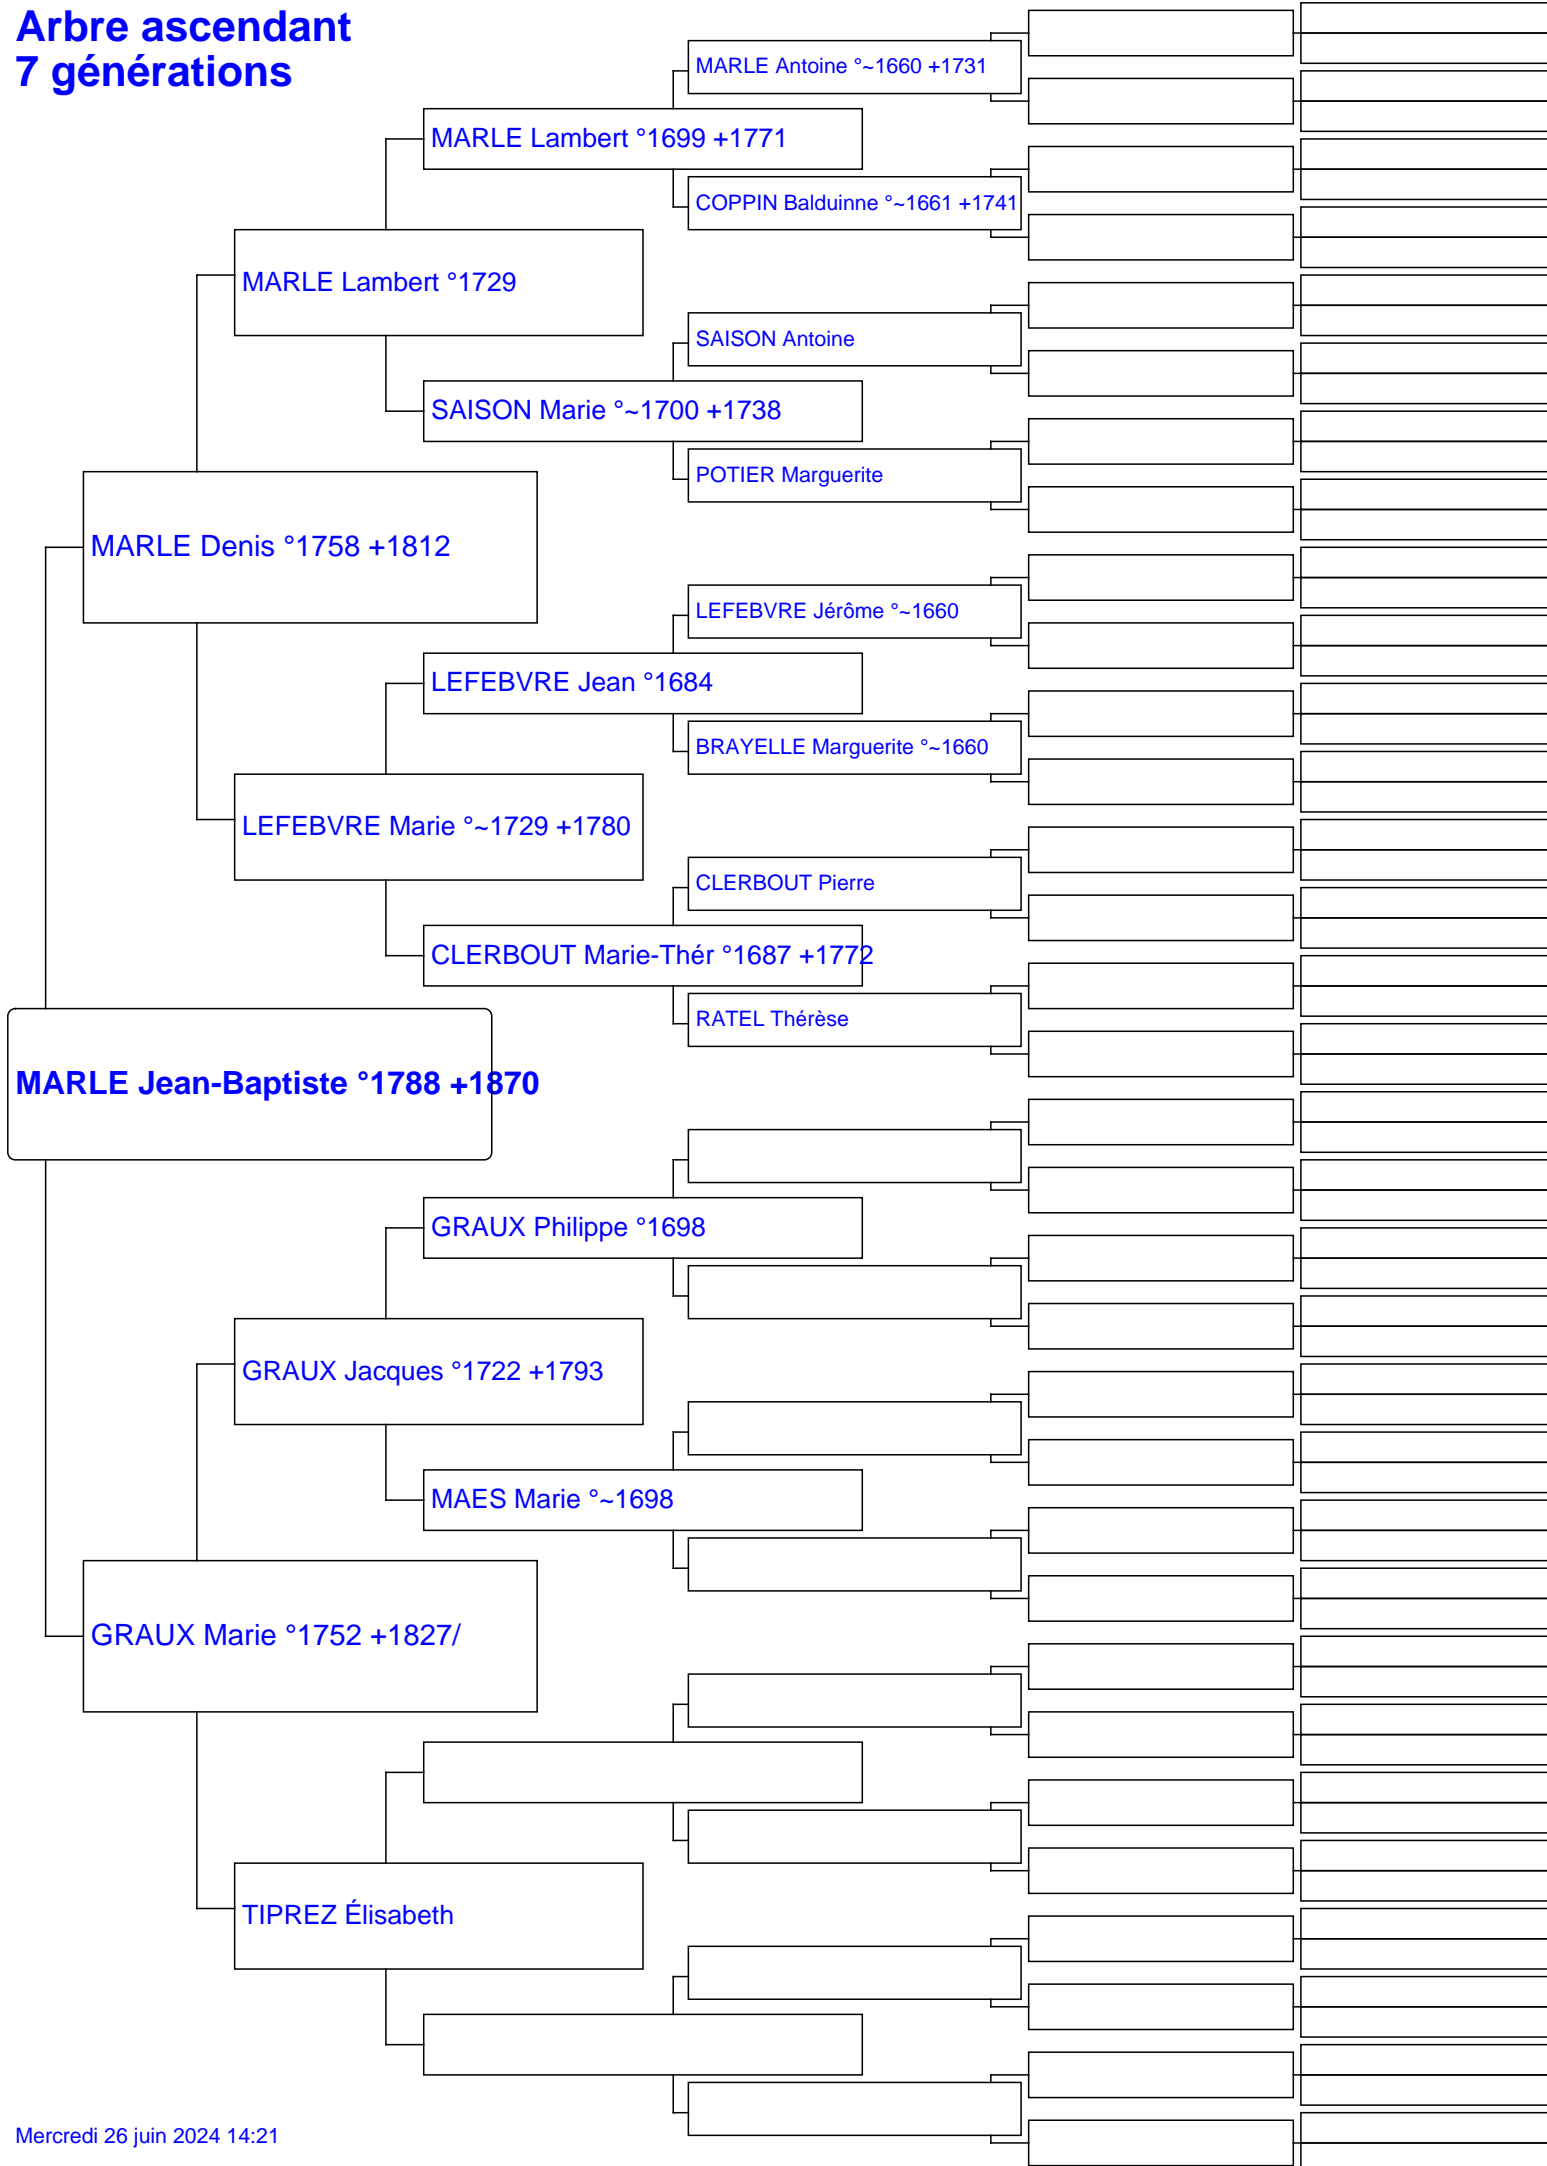 Arbre ascendant
7 générations
MARLE Antoine °~1660 +1731
MARLE Lambert °1699 +1771
COPPIN Balduinne °~1661 +1741
MARLE Lambert °1729
SAISON Antoine
SAISON Marie °~1700 +1738
POTIER Marguerite
MARLE Denis °1758 +1812
LEFEBVRE Jérôme °~1660
LEFEBVRE Jean °1684
BRAYELLE Marguerite °~1660
LEFEBVRE Marie °~1729 +1780
CLERBOUT Pierre
CLERBOUT Marie-Thér °1687 +1772
RATEL Thérèse
MARLE Jean-Baptiste °1788 +1870
GRAUX Philippe °1698
GRAUX Jacques °1722 +1793
MAES Marie °~1698
GRAUX Marie °1752 +1827/
TIPREZ Élisabeth
Mercredi 26 juin 2024 14:21